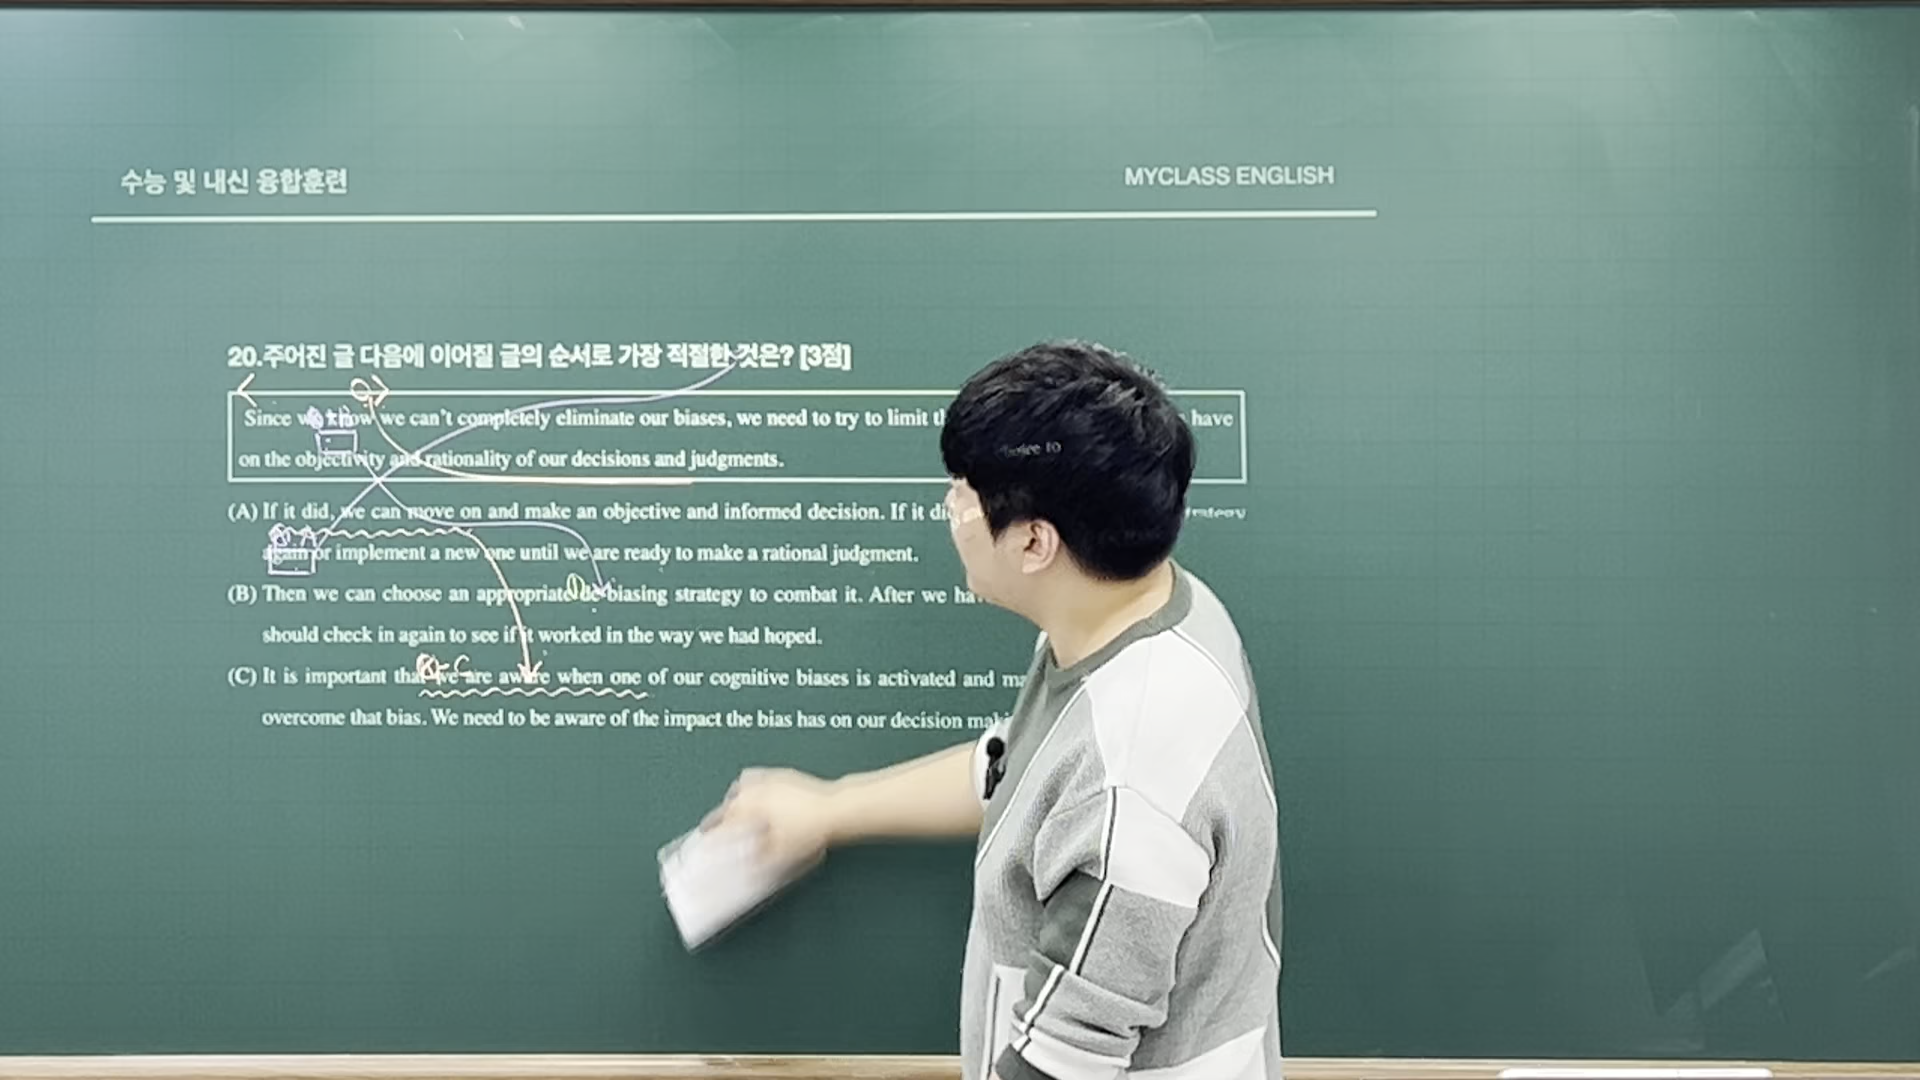 수능 및 내신 융합훈련
MYCLASS ENGLISH
20.주어진 글 다음에 이어질 글의 순서로 가장 적절한 것은? [3점]
Since we know we can't completely eliminate our biases, we need to try to limit have
on the objectivity and rationality of our decisions and judgments.
(A) If it did, we can move on and make an objective and informed decision. If it
again or implement a new one until we are ready to make a rational judgment.
(B) Then we can choose an appropriate de-biasing strategy to combat it. After we
should check in again to see if it worked in the way we had hoped.
(C) It is important that we are aware when one of our cognitive biases is activated and
overcome that bias. We need to be aware of the impact the bias has on our decision